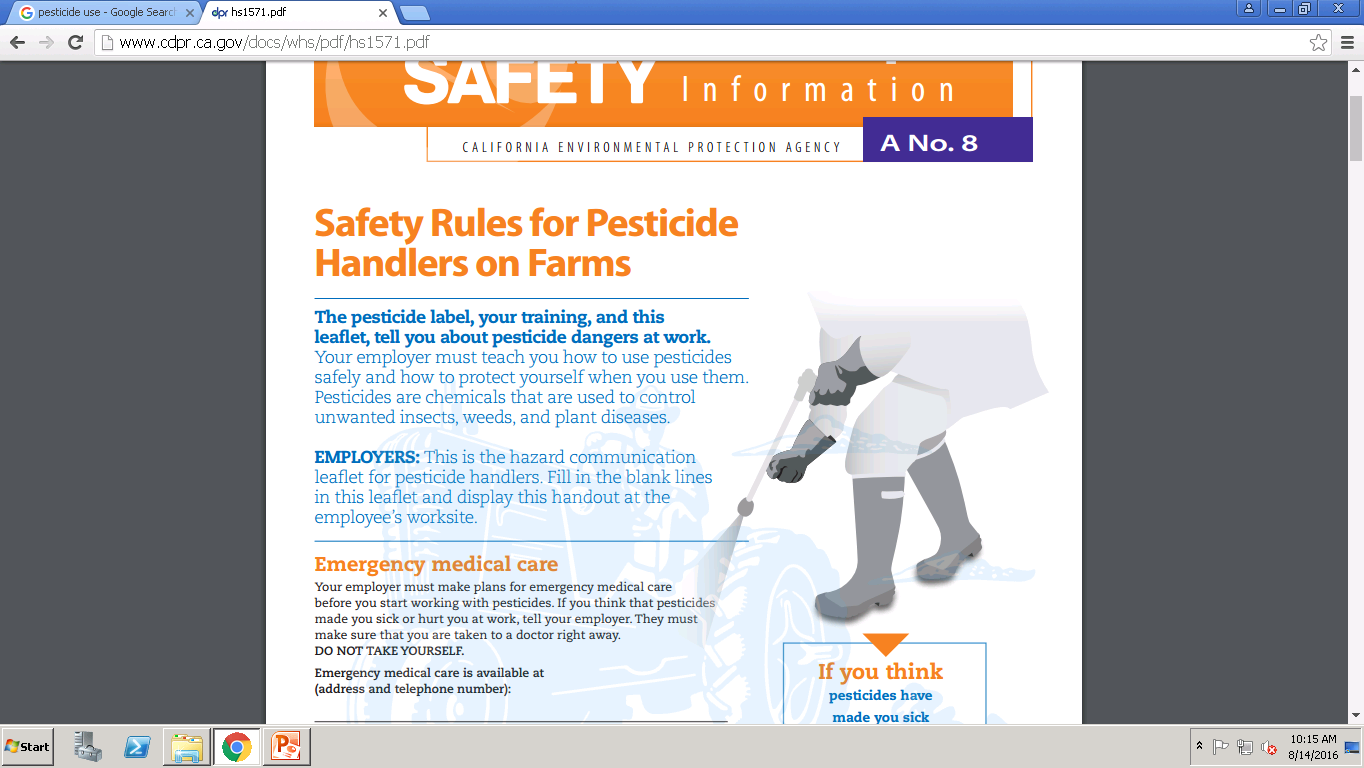 pesticide use - Google Searc
dpr hs1571.pdf
www.cdpr.ca.gov/docs/whs/pdf/hs1571.pdf
SAFETY Information
CALIFORNIA ENVIRONMENTAL PROTECTION AGENCY
A No. 8
Safety Rules for Pesticide
Handlers on Farms
The pesticide label, your training, and this
leaflet, tell you about pesticide dangers at work.
Your employer must teach you how to use pesticides
safely and how to protect yourself when you use them.
Pesticides are chemicals that are used to control
unwanted insects, weeds, and plant diseases.
EMPLOYERS: This is the hazard communication
leaflet for pesticide handlers. Fill in the blank lines
in this leaflet and display this handout at the
employee's worksite.
Emergency medical care
Your employer must make plans for emergency medical care
before you start working with pesticides. If you think that pesticides
made you sick or hurt you at work, tell your employer. They must
make sure that you are taken to a doctor right away.
DO NOT TAKE YOURSELF.
Emergency medical care is available at
(address and telephone number):
If you think
pesticides have
made you sick
Start
10:15 AM
8/14/2016